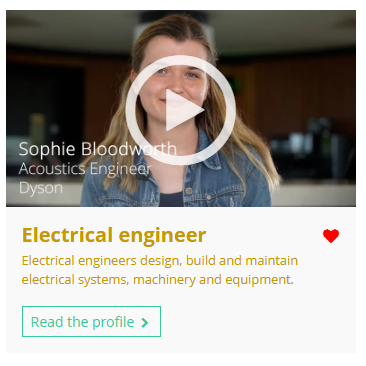 Sophie Bloodworth
Acoustics Engineer
Dyson
Electrical engineer
Electrical engineers design, build and maintain
electrical systems, machinery and equipment.
Read the profile